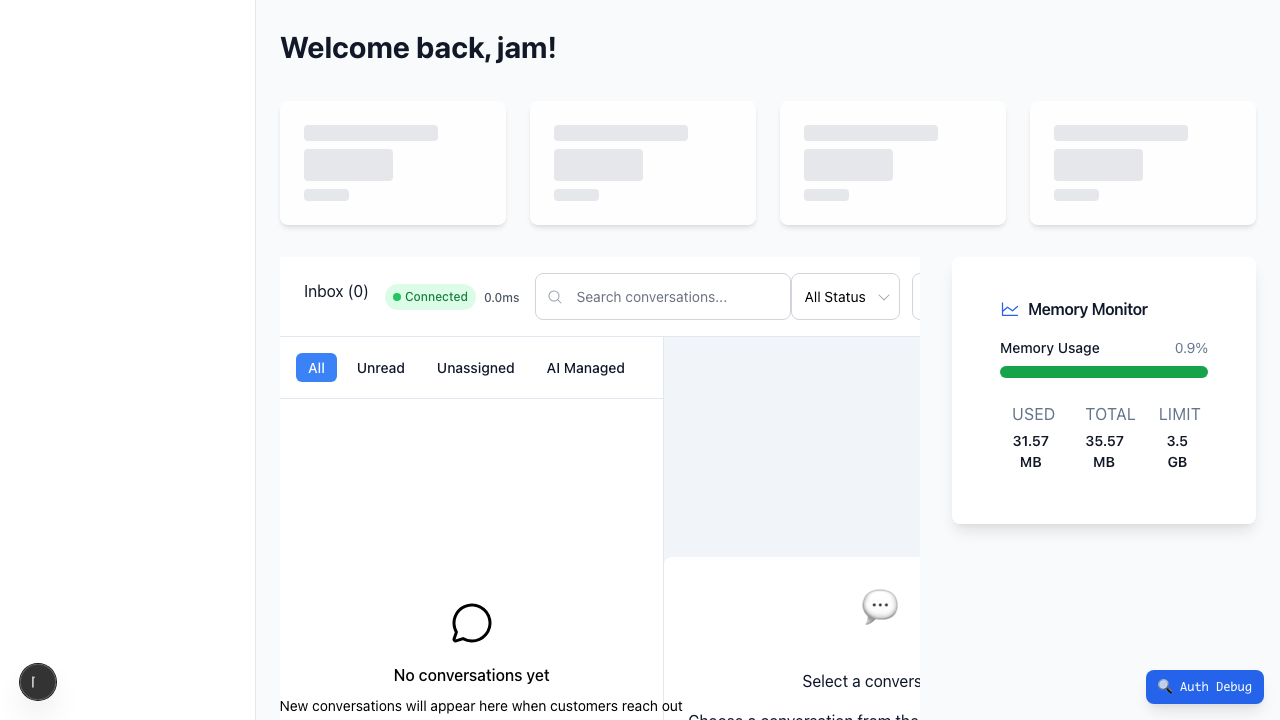 Welcome back, jam!
Inbox (0)
Connected
0.0ms
Search conversations...
All Status
All
Unread
Unassigned
AI Managed
No conversations yet
New conversations will appear here when customers reach out
Select a convers
Choose a conversation from the
Memory Monitor
Memory Usage
0.9%
USED
TOTAL
LIMIT
31.57
MB
35.57
MB
3.5
GB
Auth Debug